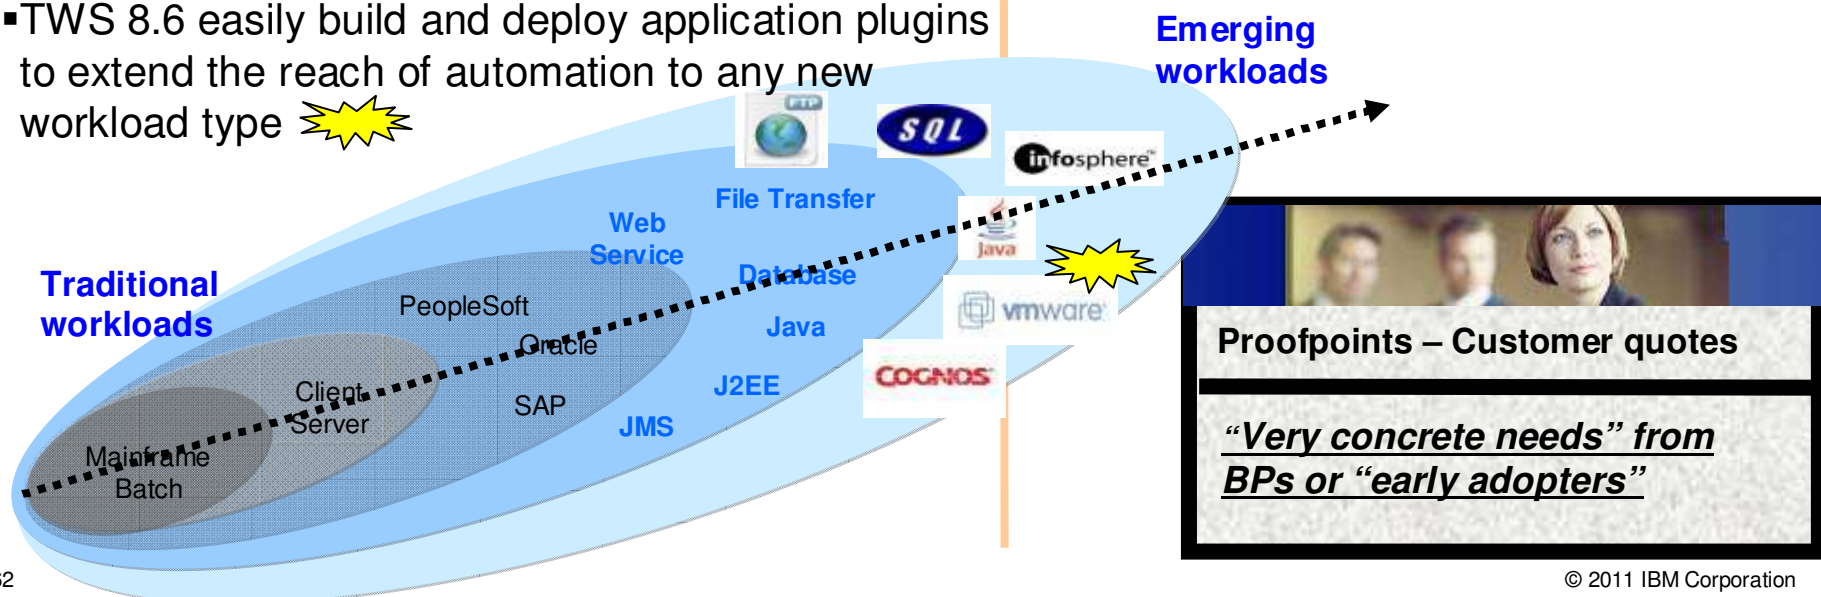 ▪TWS 8.6 easily build and deploy application plugins
to extend the reach of automation to any new
workload type
Emerging
workloads
FTP
SQL
infosphere™
File Transfer
Web
Service
Java
Database
Traditional
workloads
PeopleSoft
vmware
Java
Oracle
Proofpoints – Customer quotes
COGNOS
J2EE
Client
Server
SAP
JMS
"Very concrete needs" from
BPs or "early adopters"
Mainframe
Batch
© 2011 IBM Corporation